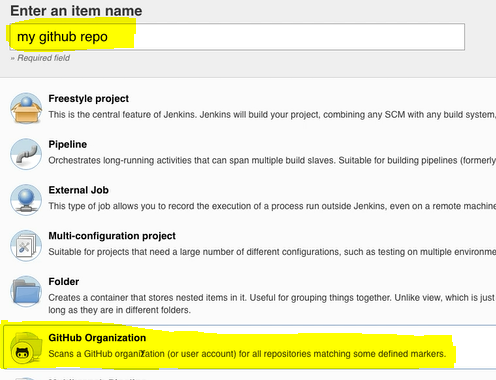 Enter an item name
my github repo
» Required field
Freestyle project
This is the central feature of Jenkins. Jenkins will build your project, combining any SCM with any build system,
Pipeline
Orchestrates long-running activities that can span multiple build slaves. Suitable for building pipelines (formerly
External Job
This type of job allows you to record the execution of a process run outside Jenkins, even on a remote machine
Multi-configuration project
Suitable for projects that need a large number of different configurations, such as testing on multiple environme
Folder
Creates a container that stores nested items in it. Useful for grouping things together. Unlike view, which is just
long as they are in different folders.
GitHub Organization
Scans a GitHub organization (or user account) for all repositories matching some defined markers.